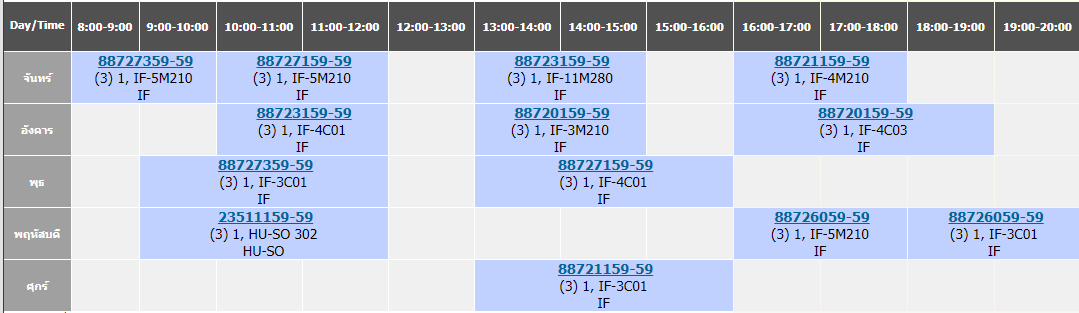 Day/Time 8:00-9:00 9:00-10:00 10:00-11:00 11:00-12:00 12:00-13:00 13:00-14:00 14:00-15:00 15:00-16:00 16:00-17:00 17:00-18:00 18:00-19:00 19:00-20:00
จันทร์
88727359-59
(3) 1, IF-5M210
IF
88727159-59
(3) 1, IF-5M210
IF
88723159-59
(3) 1, IF-11M280
IF
88721159-59
(3) 1, IF-4M210
IF
อังคาร
88723159-59
(3) 1, IF-4C01
IF
88720159-59
(3) 1, IF-3M210
IF
88720159-59
(3) 1, IF-4C03
IF
พุธ
88727359-59
(3) 1, IF-3C01
IF
88727159-59
(3) 1, IF-4C01
IF
พฤหัสบดี
23511159-59
(3) 1, HU-SO 302
HU-SO
88726059-59
(3) 1, IF-5M210
IF
88726059-59
(3) 1, IF-3C01
IF
ศุกร์
88721159-59
(3) 1, IF-3C01
IF